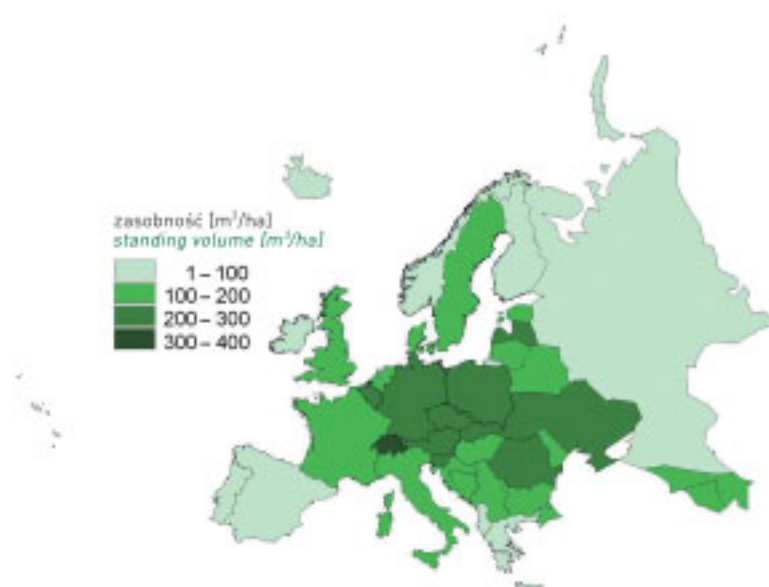 zasobność [m³/ha]
standing volume [m³/ha]
1 – 100
100 – 200
200 – 300
300 – 400